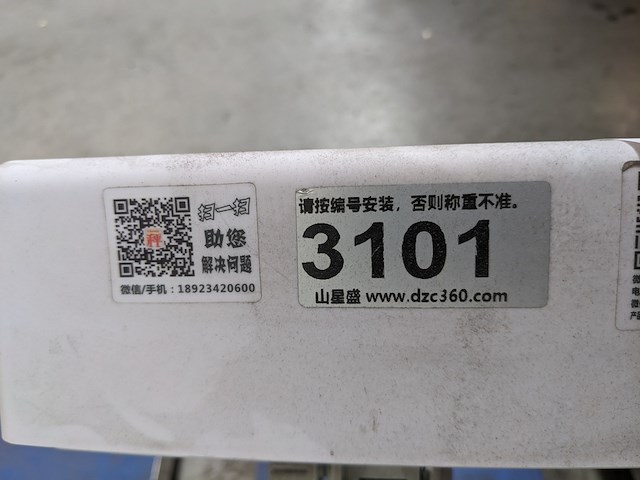 扫一扫
助您
解决问题
微信/手机：18923420600
请按编号安装，否则称重不准。
3101
山星盛 www.dzc360.com